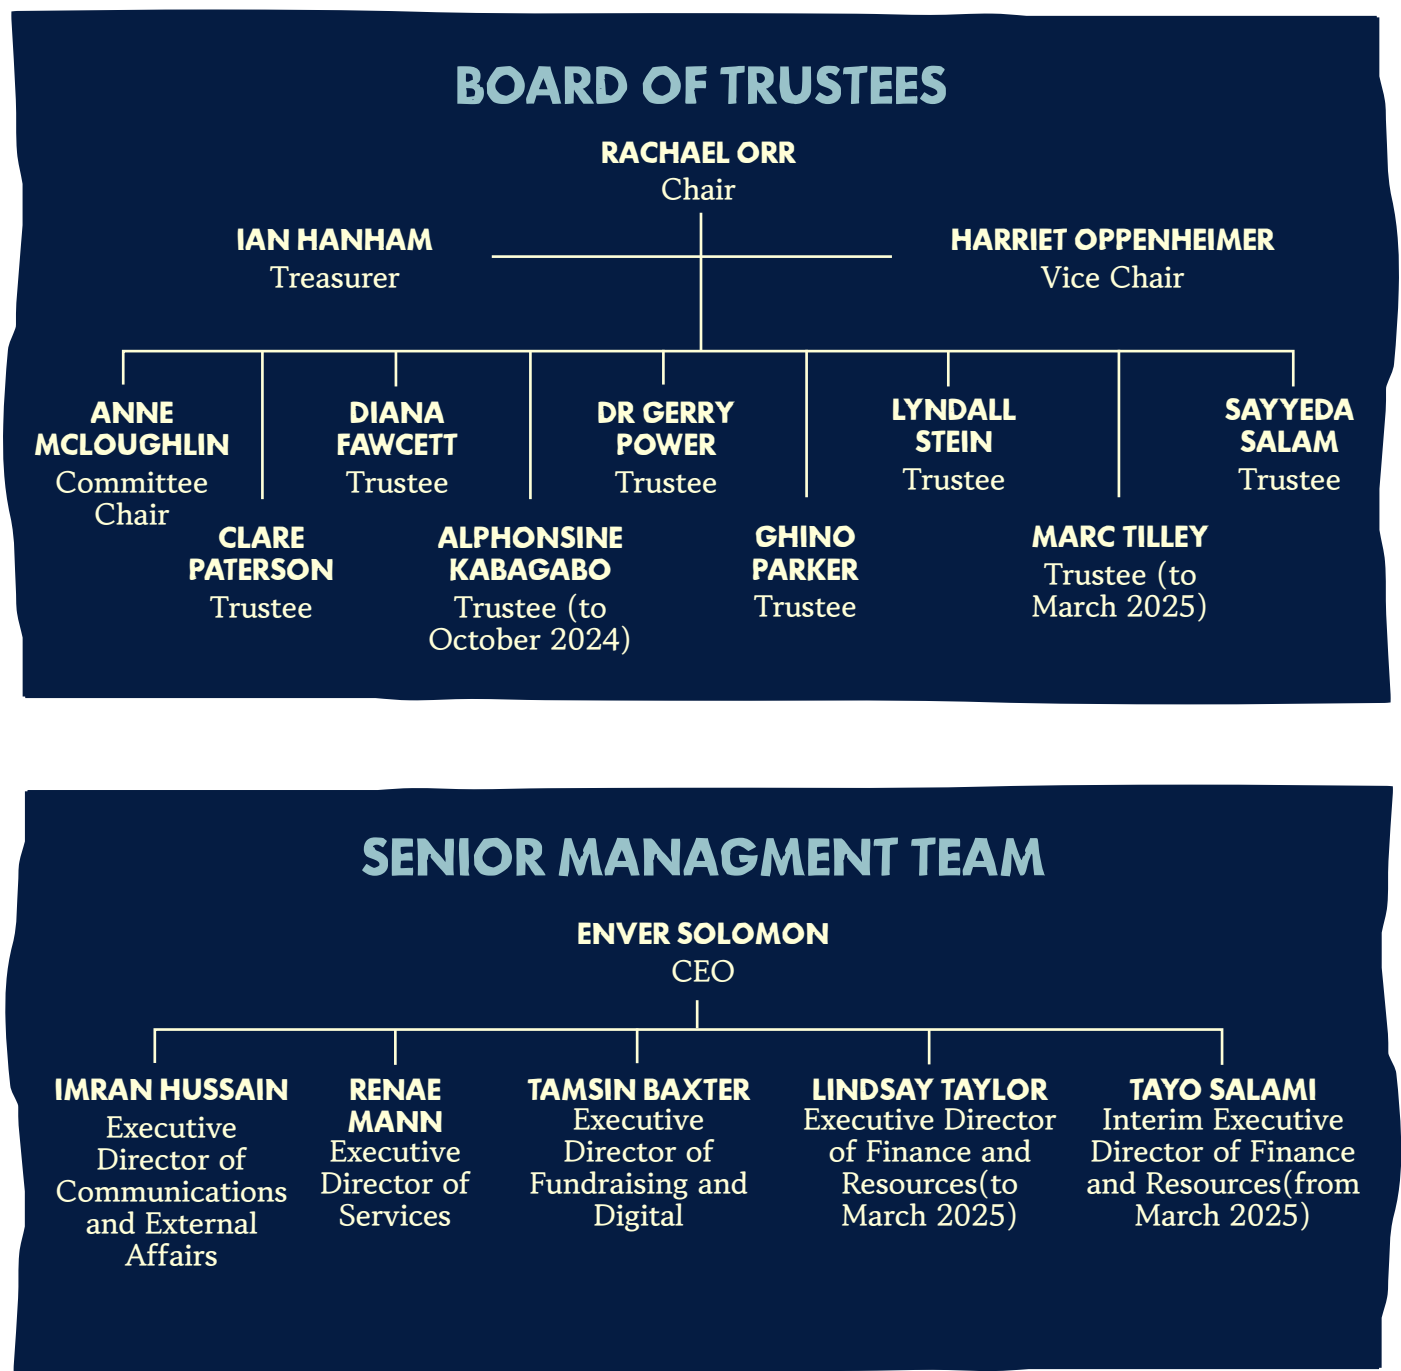 BOARD OF TRUSTEES
RACHAEL ORR
Chair
IAN HANHAM
Treasurer
HARRIET OPPENHEIMER
Vice Chair
ANNE
MCLOUGHLIN
Committee
Chair
CLARE
PATERSON
Trustee
DIANA
FAWCETT
Trustee
ALPHONSINE
KABAGABO
Trustee (to
October 2024)
DR GERRY
POWER
Trustee
GHINO
PARKER
Trustee
LYNDALL
STEIN
Trustee
MARC TILLEY
Trustee (to
March 2025)
SAYYEDA
SALAM
Trustee
SENIOR MANAGMENT TEAM
ENVER SOLOMON
CEO
IMRAN HUSSAIN
Executive
Director of
Communications
and External
Affairs
RENAE
MANN
Executive
Director of
Services
TAMSIN BAXTER
Executive
Director of
Fundraising and
Digital
LINDSAY TAYLOR
Executive Director
of Finance and
Resources(to
March 2025)
TAYO SALAMI
Interim Executive
Director of Finance
and Resources(from
March 2025)